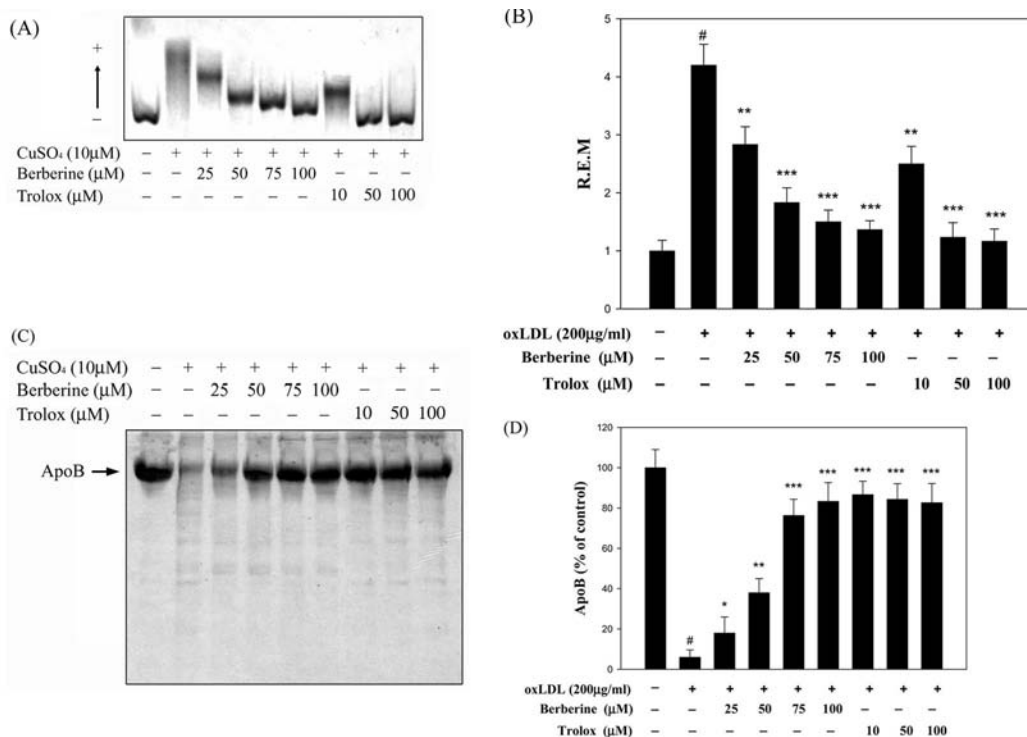 (A)
+
−
CuSO₄ (10μM) − + + + + + + + +
Berberine (μM) − − 25 50 75 100 − − −
Trolox (μM) − − − − − − 10 50 100
(B)
R.E.M
5
4
3
2
1
0
#
**
***
***
***
**
***
***
oxLDL (200μg/ml) − + + + + + + + +
Berberine (μM) − − 25 50 75 100 − − −
Trolox (μM) − − − − − − 10 50 100
(C)
CuSO₄ (10μM) − + + + + + + + +
Berberine (μM) − − 25 50 75 100 − − −
Trolox (μM) − − − − − − 10 50 100
ApoB
(D)
ApoB (% of control)
120
100
80
60
40
20
0
#
*
**
***
***
***
***
***
oxLDL (200μg/ml) − + + + + + + + +
Berberine (μM) − − 25 50 75 100 − − −
Trolox (μM) − − − − − − 10 50 100